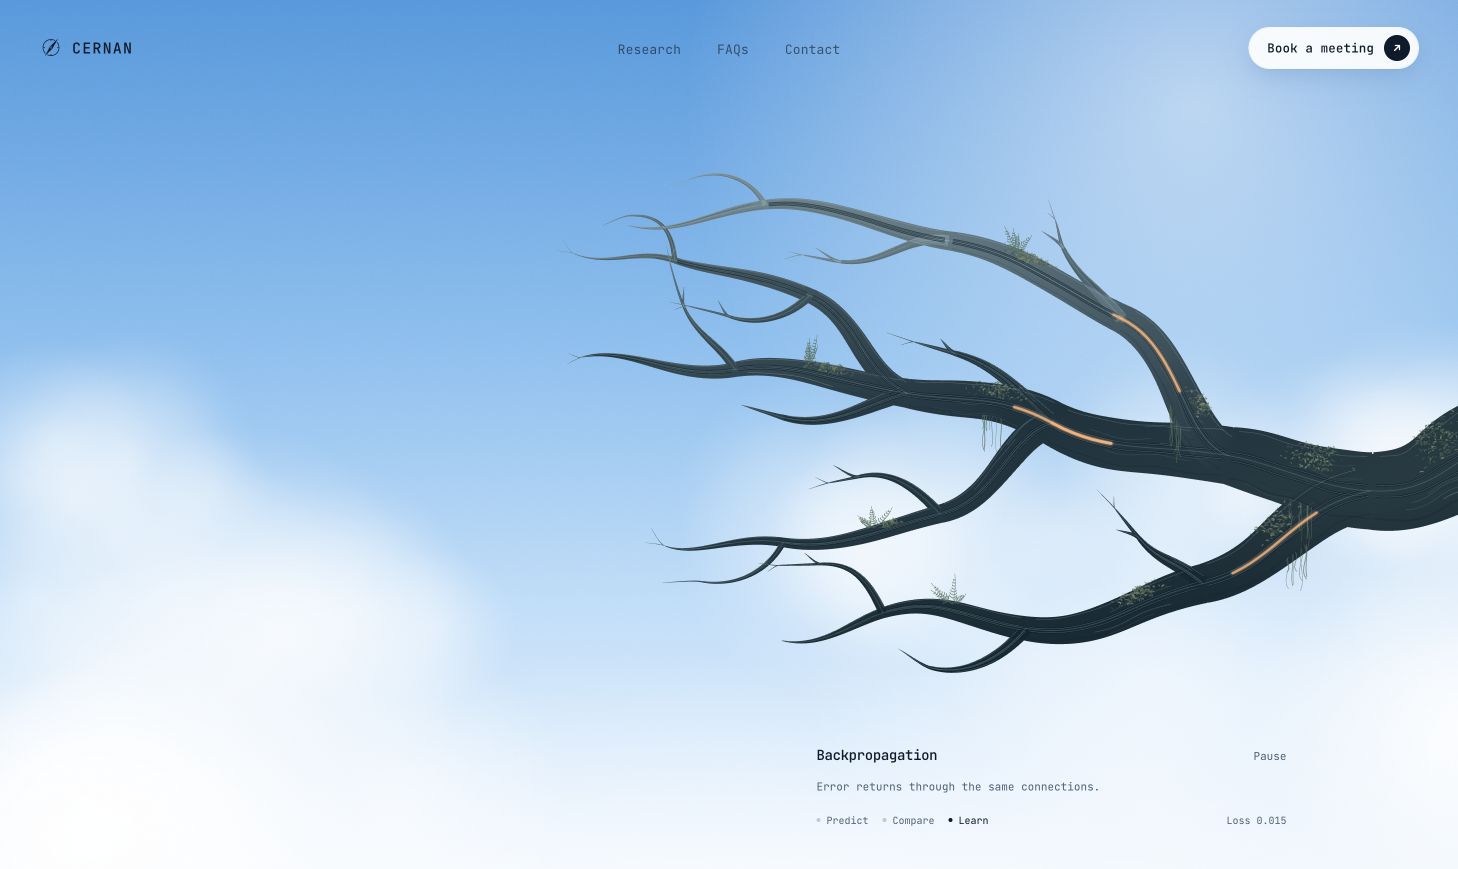 CERNAN
Research
FAQs
Contact
Book a meeting
Backpropagation
Pause
Error returns through the same connections.
Predict
Compare
Learn
Loss 0.015